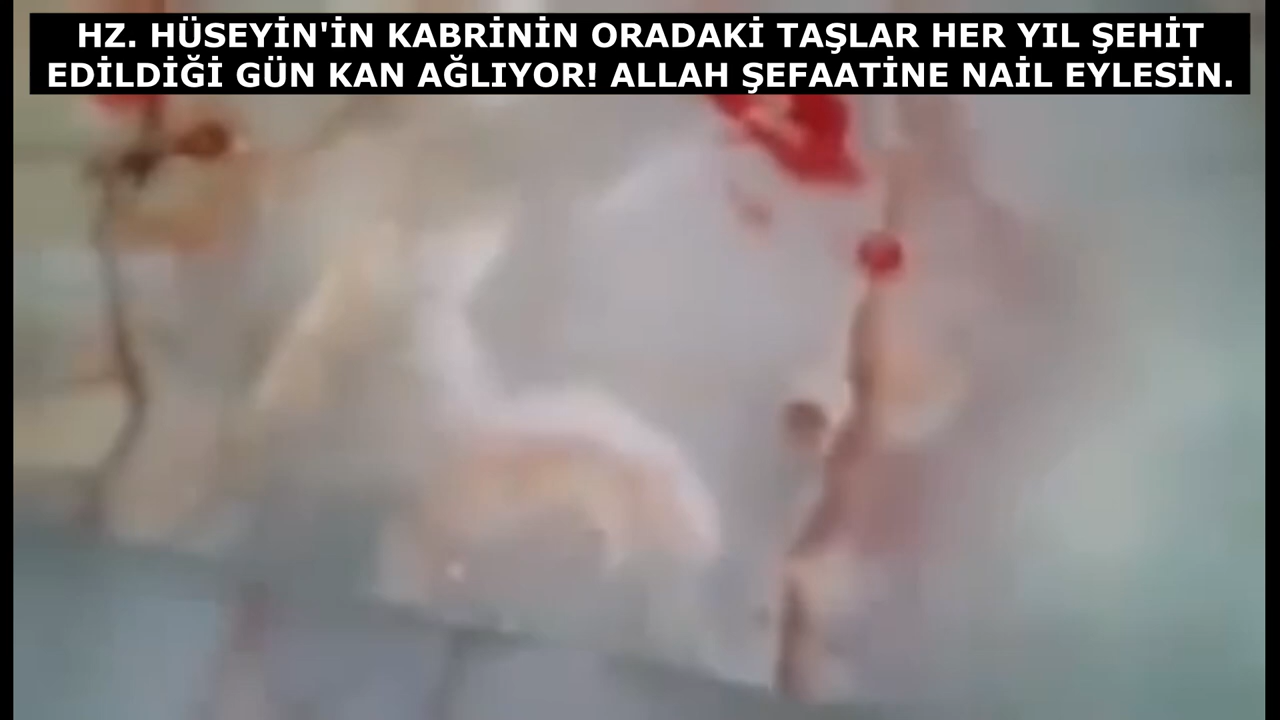 HZ. HÜSEYİN'İN KABRİNİN ORADAKİ TAŞLAR HER YIL ŞEHİT
EDİLDİĞİ GÜN KAN AĞLIYOR! ALLAH ŞEFAATİNE NAİL EYLESİN.